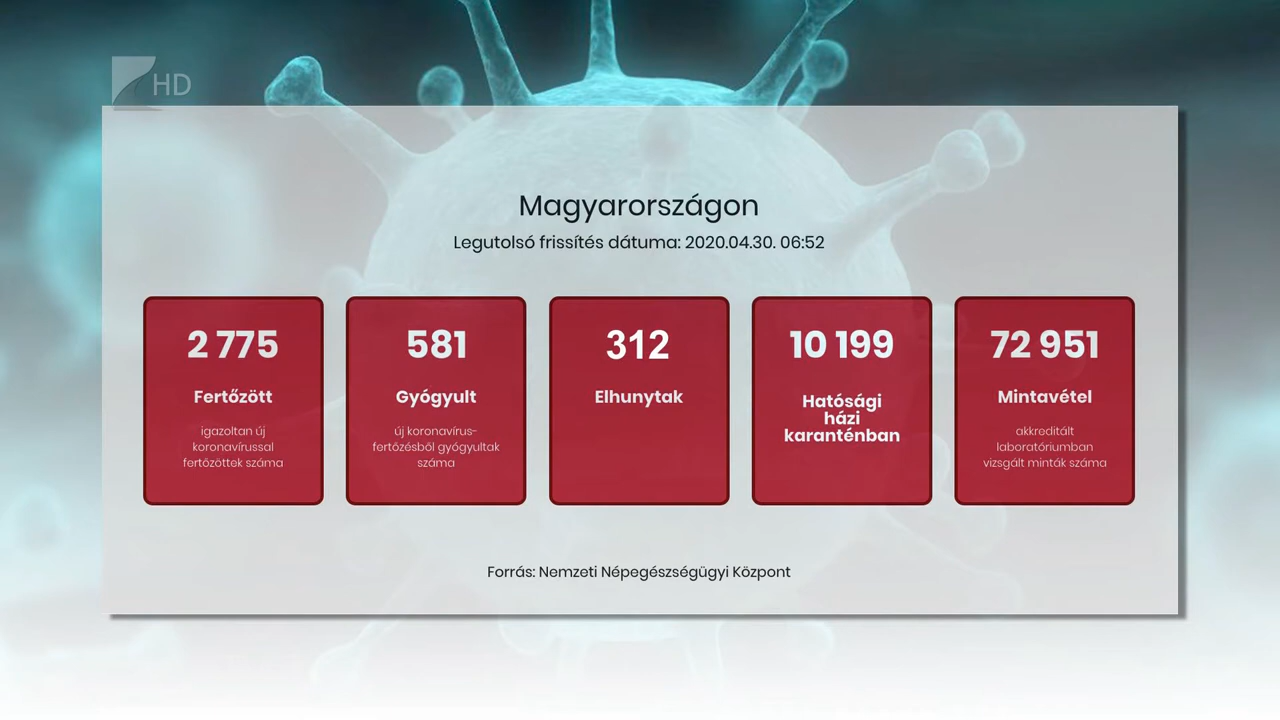 HD
Magyarországon
Legutolsó frissítés dátuma: 2020.04.30. 06:52
2 775
Fertőzött
igazoltan új
koronavírussal
fertőzöttek száma
581
Gyógyult
új koronavírus-
fertőzésből gyógyultak
száma
312
Elhunytak
10 199
Hatósági
házi
karanténban
72 951
Mintavétel
akkreditált
laboratóriumban
vizsgált minták száma
Forrás: Nemzeti Népegészségügyi Központ